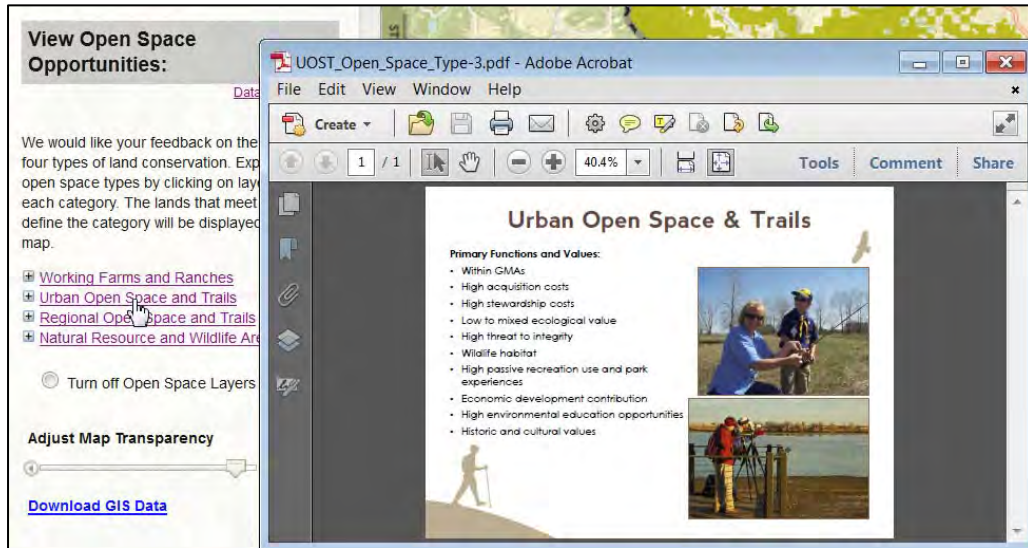 View Open Space
Opportunities:
Data
We would like your feedback on the
four types of land conservation. Exp
open space types by clicking on laye
each category. The lands that meet
define the category will be displayed
map.
Working Farms and Ranches
Urban Open Space and Trails
Regional Open Space and Trails
Natural Resource and Wildlife Are
Turn off Open Space Layers
Adjust Map Transparency
Download GIS Data
UOST_Open_Space_Type-3.pdf - Adobe Acrobat
File Edit View Window Help
Create
1 / 1 40.4% Tools Comment Share
Urban Open Space & Trails
Primary Functions and Values:
• Within GMAs
• High acquisition costs
• High stewardship costs
• Low to mixed ecological value
• High threat to integrity
• Wildlife habitat
• High passive recreation use and park
experiences
• Economic development contribution
• High environmental education opportunities
• Historic and cultural values